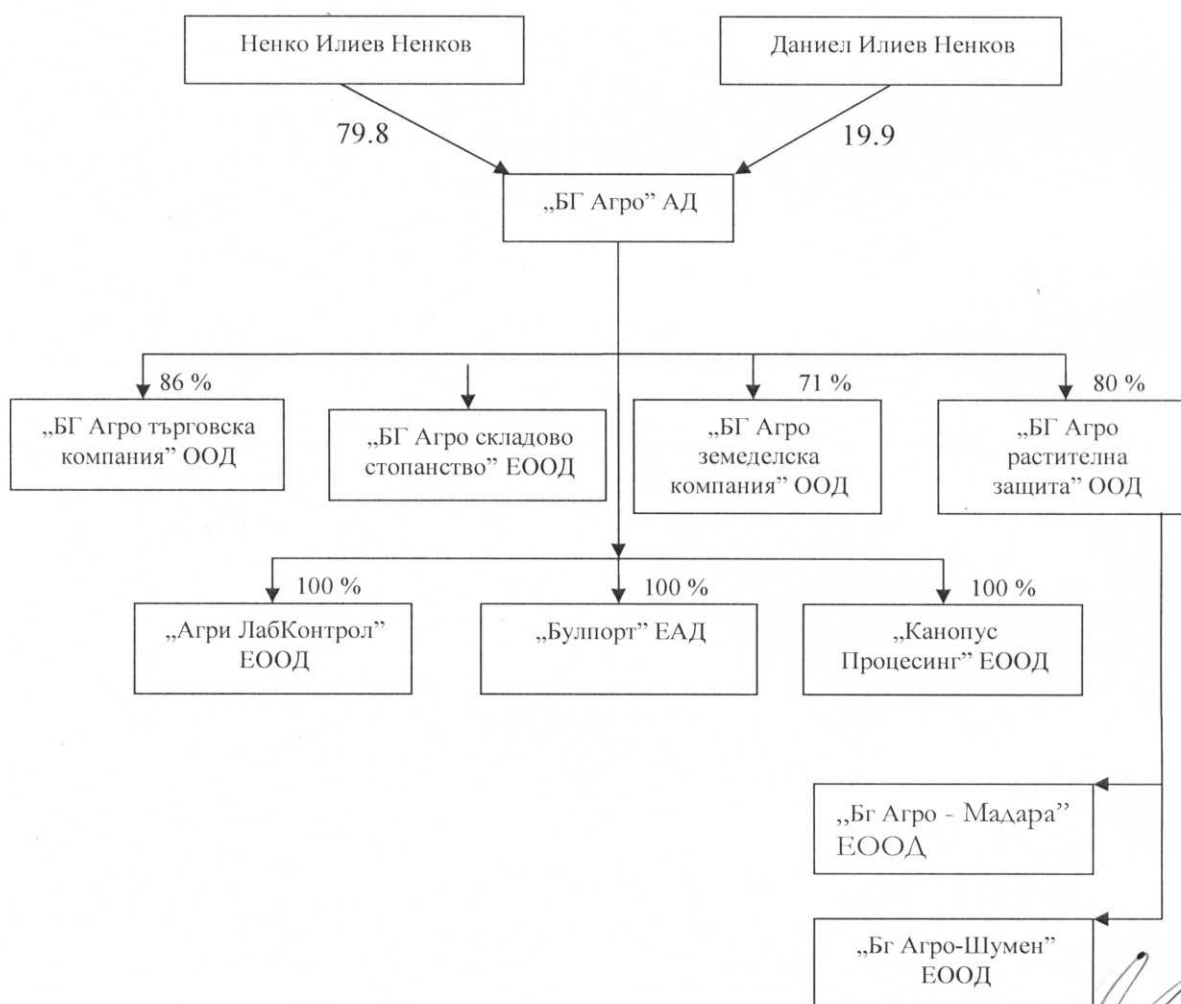 Ненко Илиев Ненков
Даниел Илиев Ненков
79.8
19.9
„БГ Агро” АД
86 %
71 %
80 %
„БГ Агро търговска
компания” ООД
„БГ Агро складово
стопанство” ЕООД
„БГ Агро
земеделска
компания” ООД
„БГ Агро
растителна
защита” ООД
100 %
100 %
100 %
„Агри ЛабКонтрол”
ЕООД
„Булпорт” ЕАД
„Канопус
Процесинг” ЕООД
„Бг Агро - Мадара”
ЕООД
„Бг Агро-Шумен”
ЕООД